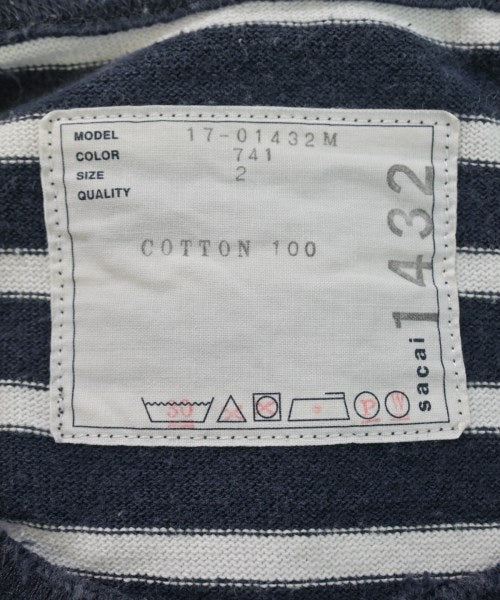 MODEL 17-01432M
COLOR 741
SIZE 2
QUALITY
COTTON 100
30 P W
sacai 1432